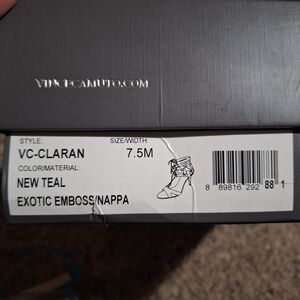 VINCECAMUTO.COM
STYLE: SIZE/WIDTH:
VC-CLARAN 7.5M
COLOR/MATERIAL:
NEW TEAL
EXOTIC EMBOSS/NAPPA
8 89816 292 88 1